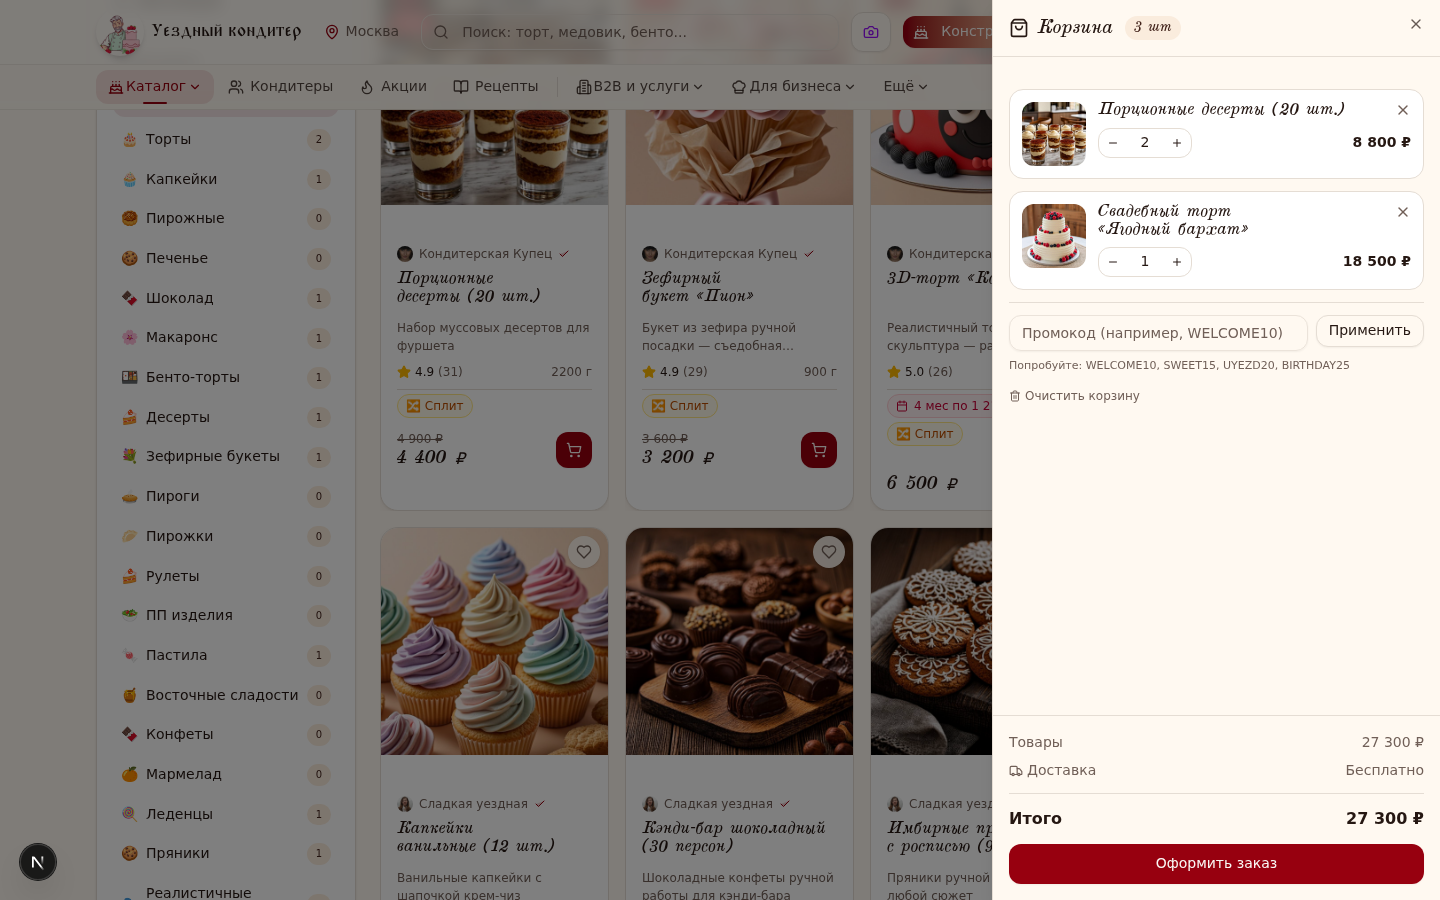 Уездный кондитер
Москва
Поиск: торт, медовик, бенто...
Констр
Каталог
Кондитеры
Акции
Рецепты
B2B и услуги
Для бизнеса
Ещё
Торты 2
Капкейки 1
Пирожные 0
Печенье 0
Шоколад 1
Макаронс 1
Бенто-торты 1
Десерты 1
Зефирные букеты 1
Пироги 0
Пирожки 0
Рулеты 0
ПП изделия 0
Пастила 1
Восточные сладости 0
Конфеты 0
Мармелад 0
Леденцы 1
Пряники 1
Реалистичные
Кондитерская Купец
Порционные
десерты (20 шт.)
Набор муссовых десертов для
фуршета
4.9 (31) 2200 г
Сплит
4 900 ₽
4 400 ₽
Кондитерская Купец
Зефирный
букет «Пион»
Букет из зефира ручной
посадки — съедобная...
4.9 (29) 900 г
Сплит
3 600 ₽
3 200 ₽
Кондитерска
3D-торт «Ко
Реалистичный то
скульптура — ра
5.0 (26)
4 мес по 1 2
Сплит
6 500 ₽
Сладкая уездная
Капкейки
ванильные (12 шт.)
Ванильные капкейки с
шапочкой крем-чиз
Сладкая уездная
Кэнди-бар шоколадный
(30 персон)
Шоколадные конфеты ручной
работы для кэнди-бара
Сладкая уезд
Имбирные пр
с росписью (9
Пряники ручной
любой сюжет
N
Корзина 3 шт
Порционные десерты (20 шт.)
2
8 800 ₽
Свадебный торт
«Ягодный бархат»
1
18 500 ₽
Промокод (например, WELCOME10)
Применить
Попробуйте: WELCOME10, SWEET15, UYEZD20, BIRTHDAY25
Очистить корзину
Товары 27 300 ₽
Доставка Бесплатно
Итого 27 300 ₽
Оформить заказ